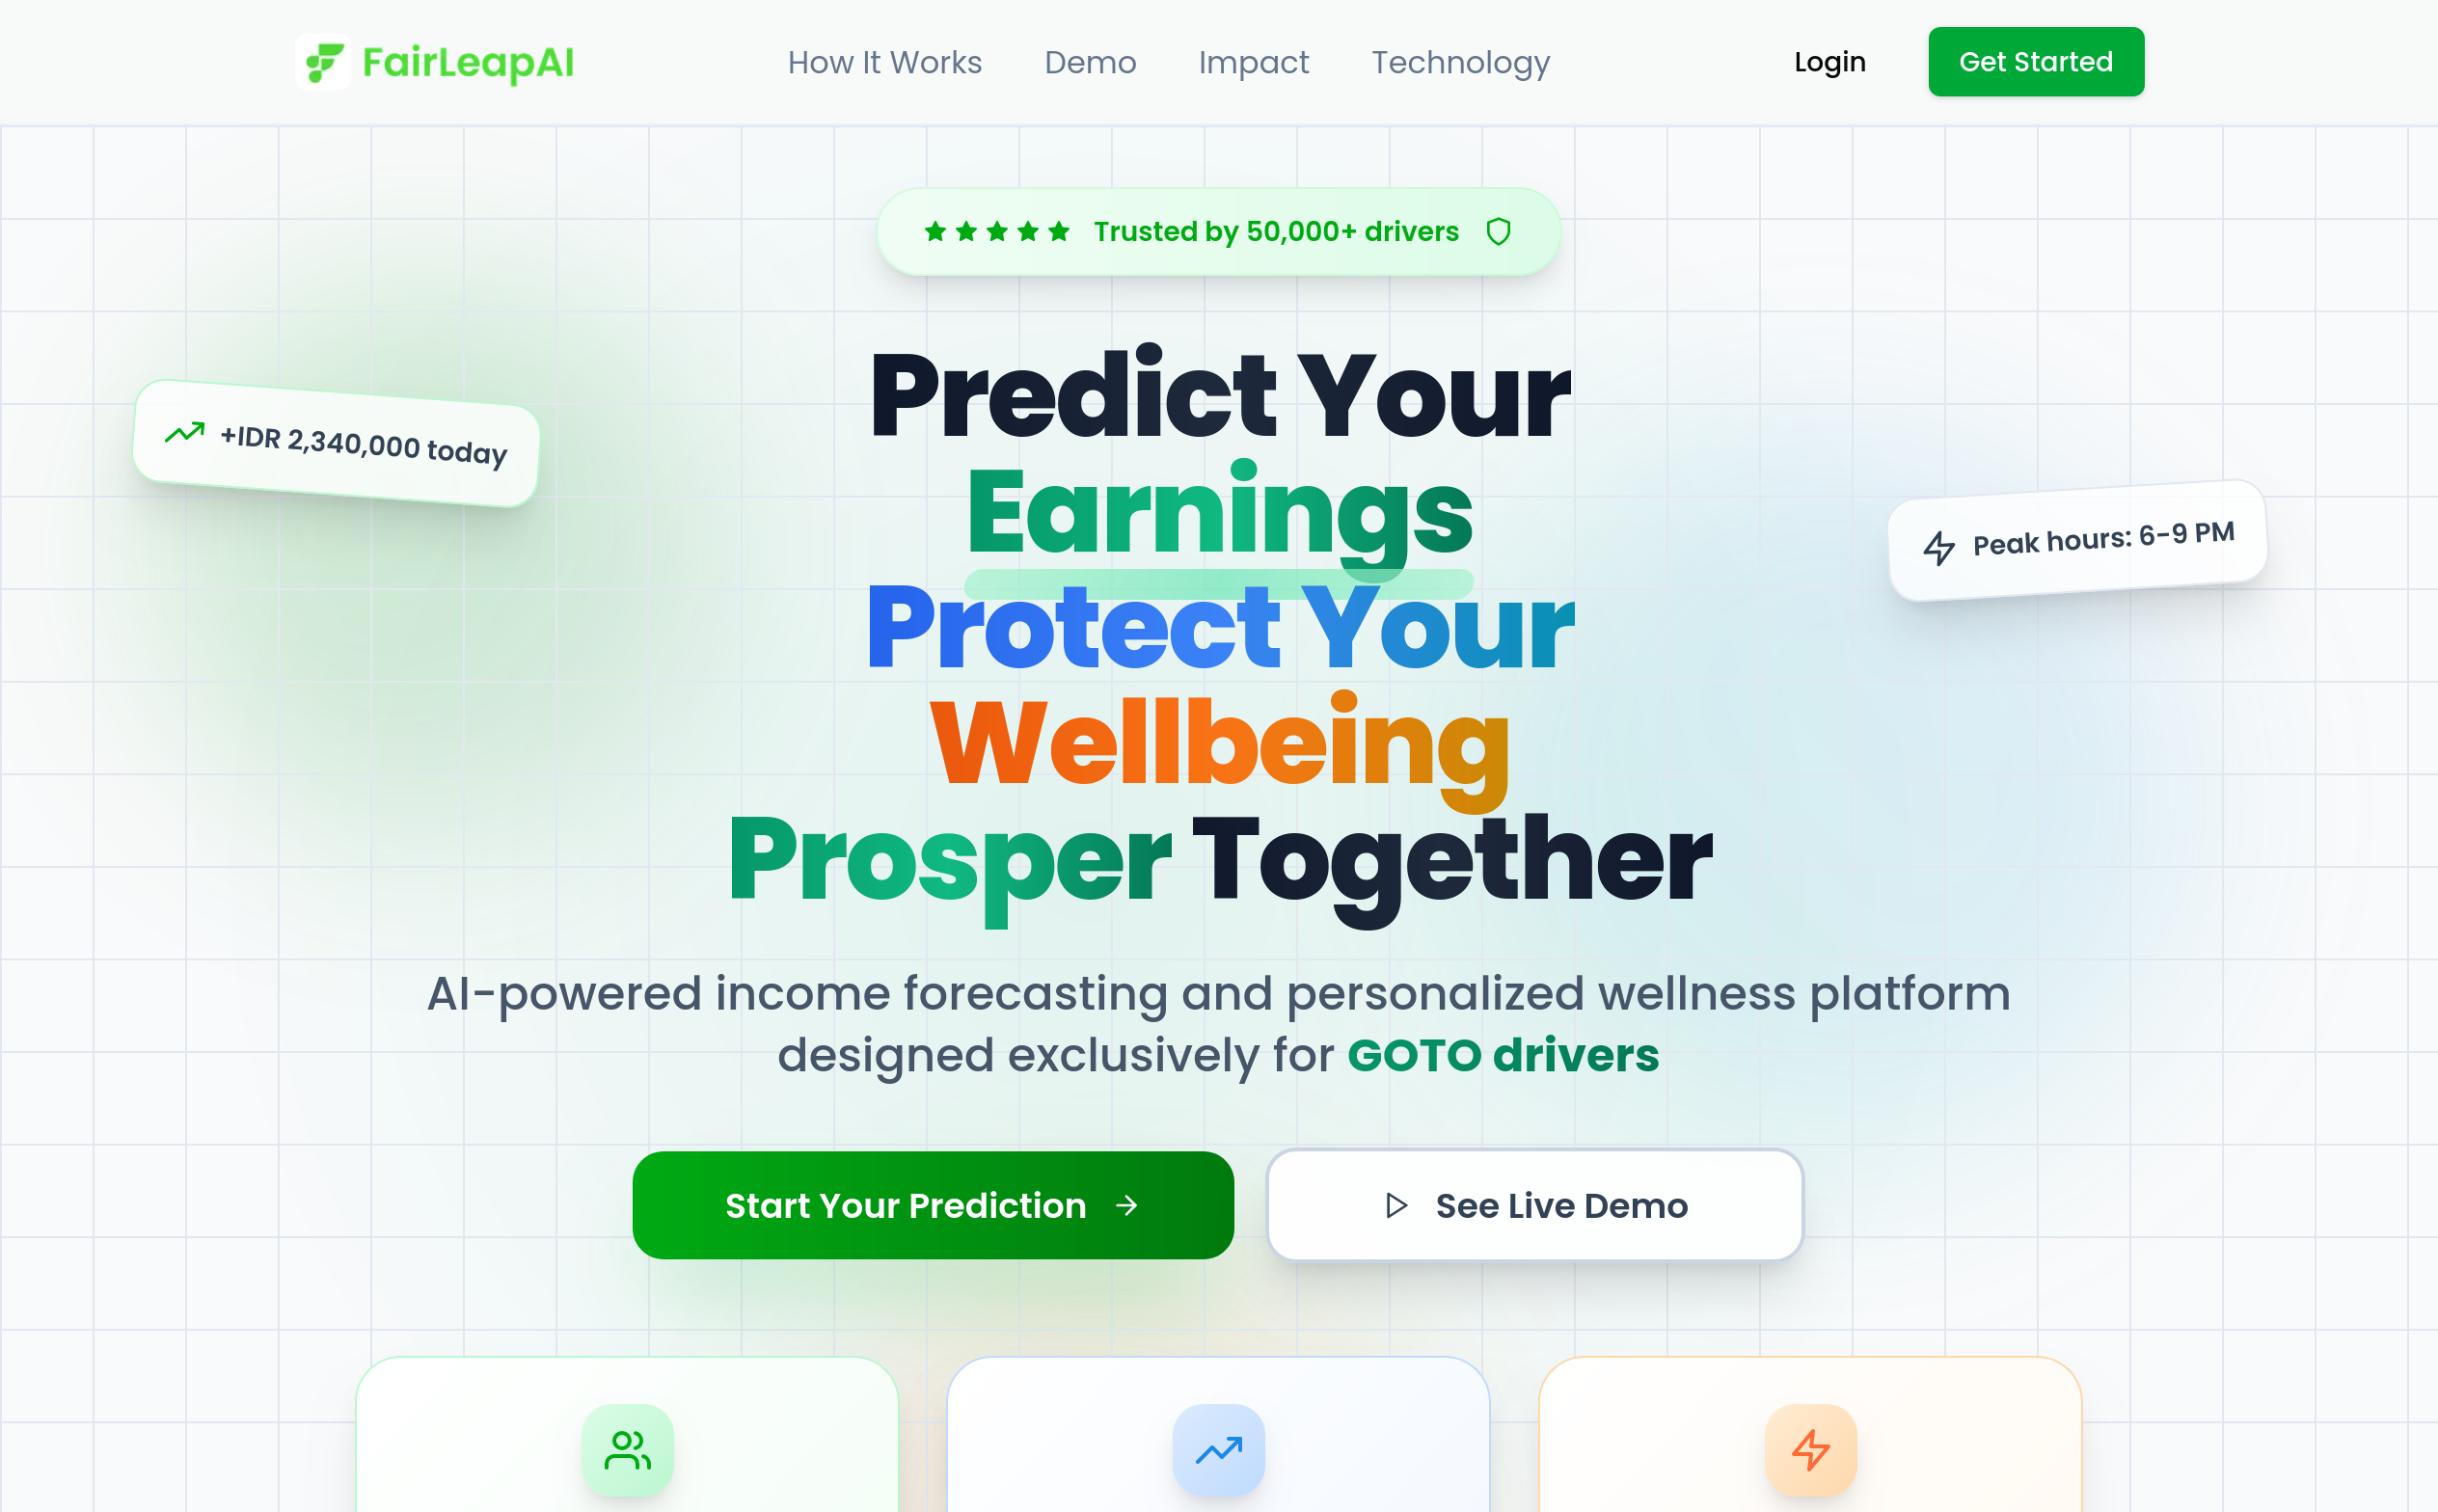 FairLeapAI
How It Works
Demo
Impact
Technology
Login
Get Started
Trusted by 50,000+ drivers
Predict Your
Earnings
Protect Your
Wellbeing
Prosper Together
+IDR 2,340,000 today
Peak hours: 6-9 PM
AI-powered income forecasting and personalized wellness platform
designed exclusively for GOTO drivers
Start Your Prediction
See Live Demo